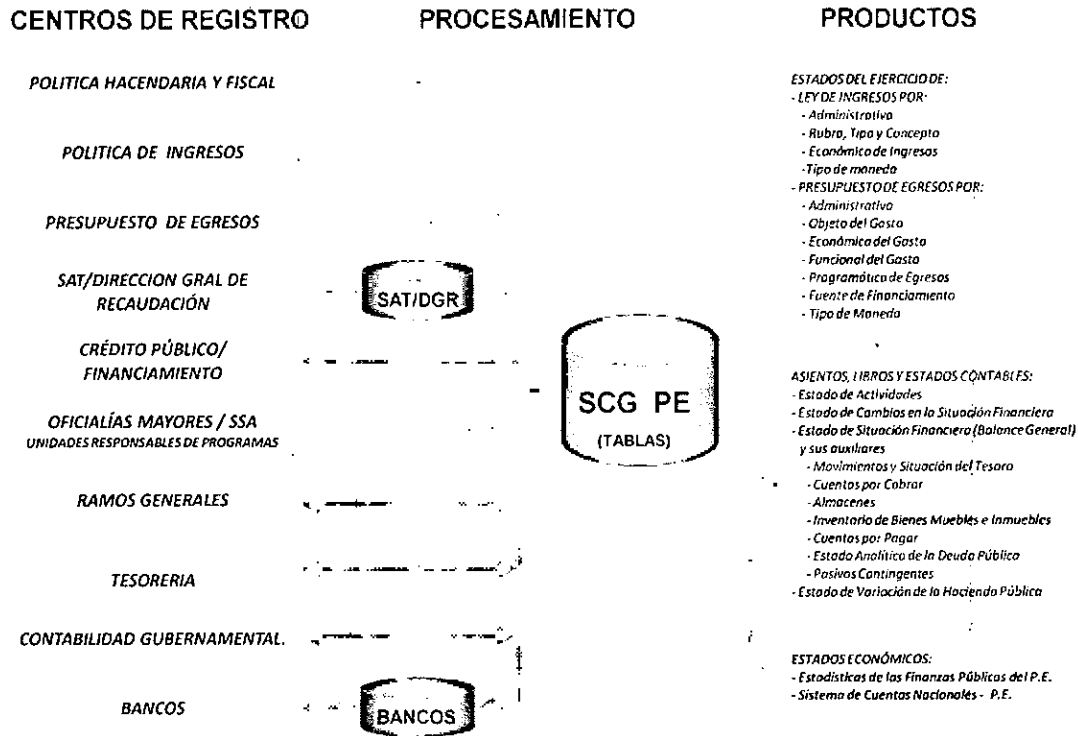 CENTROS DE REGISTRO
POLITICA HACENDARIA Y FISCAL
POLITICA DE INGRESOS
PRESUPUESTO DE EGRESOS
SAT/DIRECCION GRAL DE
RECAUDACIÓN
CRÉDITO PÚBLICO/
FINANCIAMIENTO
OFICIALÍAS MAYORES / SSA
UNIDADES RESPONSABLES DE PROGRAMAS
RAMOS GENERALES
TESORERIA
CONTABILIDAD GUBERNAMENTAL.
BANCOS
PROCESAMIENTO
SAT/DGR
SCG PE
(TABLAS)
BANCOS
PRODUCTOS
ESTADOS DEL EJERCICIO DE:
- LEY DE INGRESOS POR:
- Administrativa
- Rubro, Tipo y Concepto
- Económico de Ingresos
-Tipo de moneda
- PRESUPUESTO DE EGRESOS POR:
- Administrativa
- Objeto del Gasto
- Económica del Gasto
- Funcional del Gasto
- Programática de Egresos
- Fuente de Financiamiento
- Tipo de Moneda
ASIENTOS, LIBROS Y ESTADOS CONTABLES:
- Estado de Actividades
- Estado de Cambios en la Situación Financiera
- Estado de Situación Financiera (Balance General)
y sus auxiliares
- Movimientos y Situación del Tesoro
- Cuentas por Cobrar
- Almacenes
- Inventario de Bienes Muebles e Inmuebles
- Cuentas por Pagar
- Estado Analítico de la Deuda Pública
- Pasivos Contingentes
- Estado de Variación de la Hacienda Pública
ESTADOS ECONÓMICOS:
- Estadísticas de las Finanzas Públicas del P.E.
- Sistema de Cuentas Nacionales - P.E.